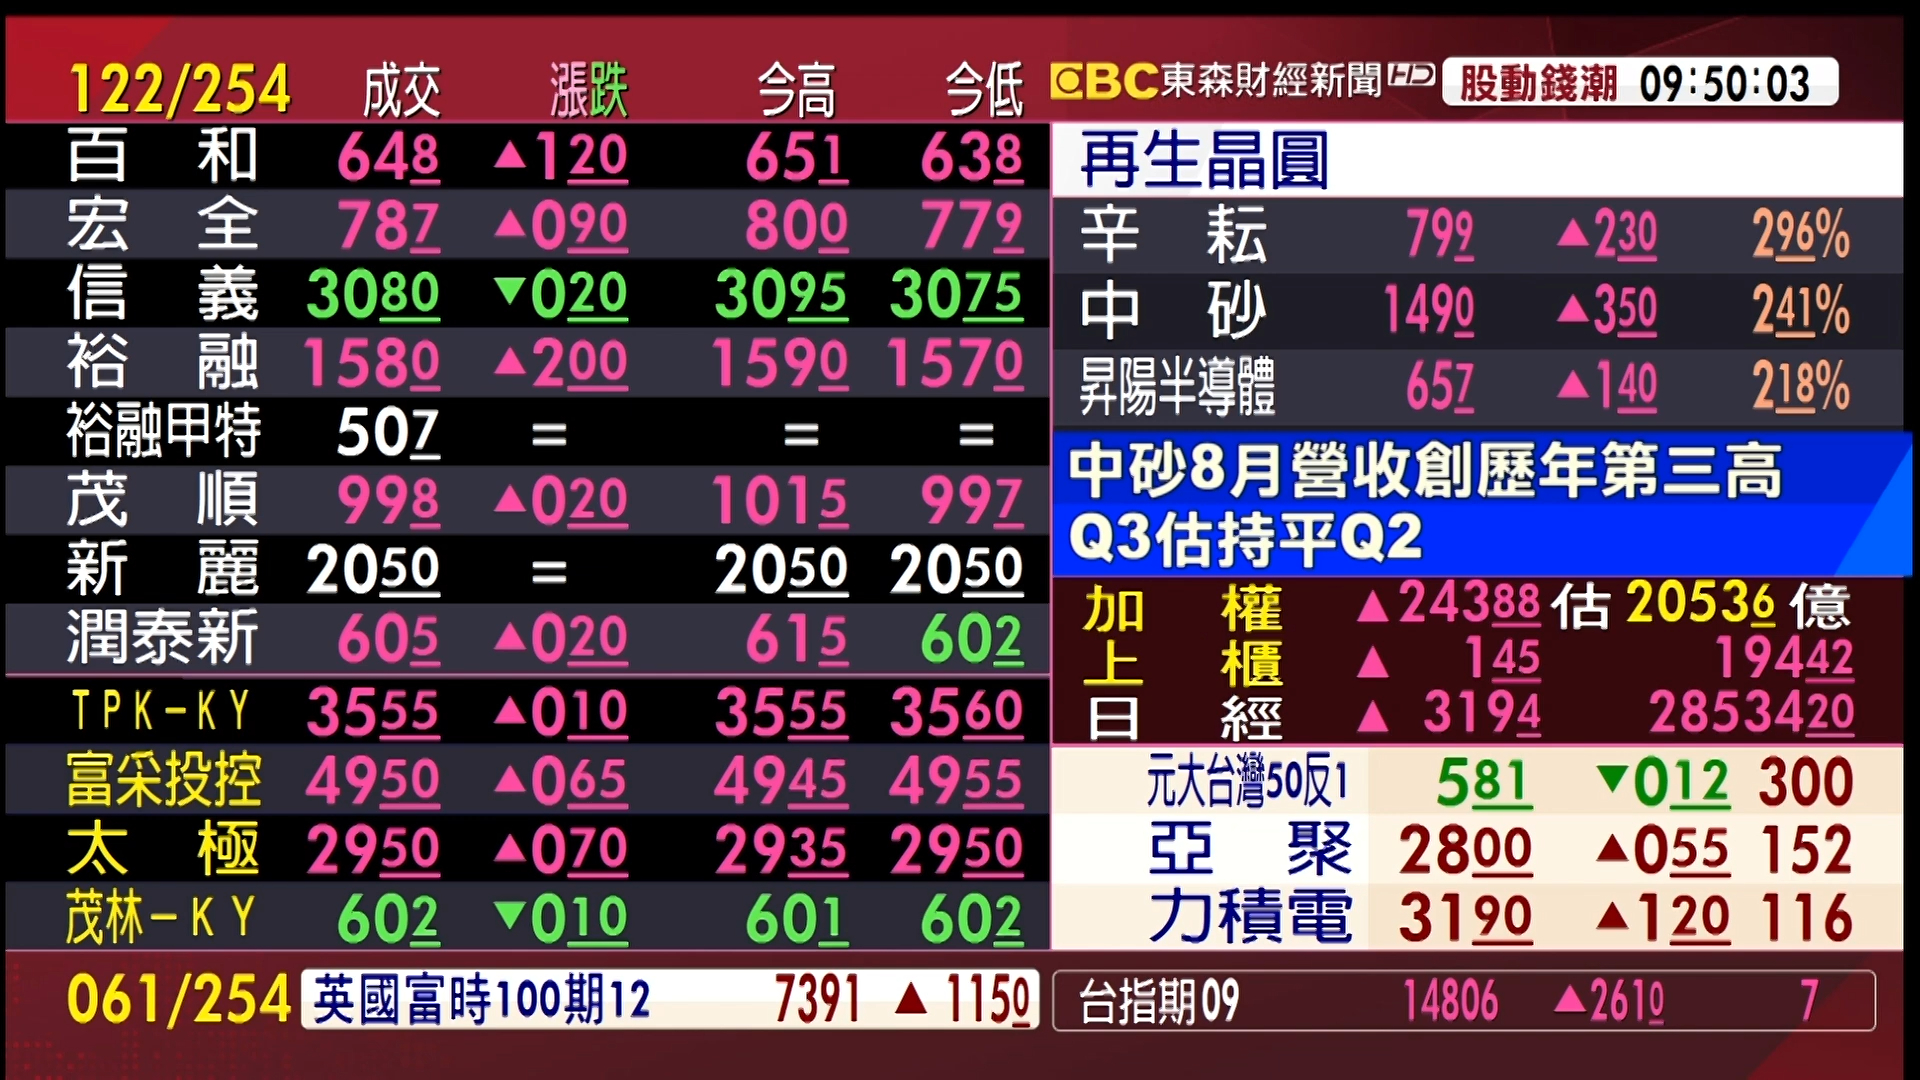 122/254 成交 漲跌 今高 今低
百和 648 ▲120 651 638
宏全 787 ▲090 800 779
信義 3080 ▼020 3095 3075
裕融 1580 ▲200 1590 1570
裕融甲特 507 = = =
茂順 998 ▲020 1015 997
新麗 2050 = 2050 2050
潤泰新 605 ▲020 615 602
TPK-KY 3555 ▲010 3555 3560
富采投控 4950 ▲065 4945 4955
太極 2950 ▲070 2935 2950
茂林-KY 602 ▼010 601 602
EBC東森財經新聞HD 股動錢潮 09:50:03
再生晶圓
辛耘 799 ▲230 296%
中砂 1490 ▲350 241%
昇陽半導體 657 ▲140 218%
中砂8月營收創歷年第三高
Q3估持平Q2
加權 ▲24388 估20536億
上櫃 ▲ 145 19442
日經 ▲ 3194 2853420
元大台灣50反1 581 ▼012 300
亞聚 2800 ▲055 152
力積電 3190 ▲120 116
061/254 英國富時100期12 7391 ▲ 1150
台指期09 14806 ▲2610 7